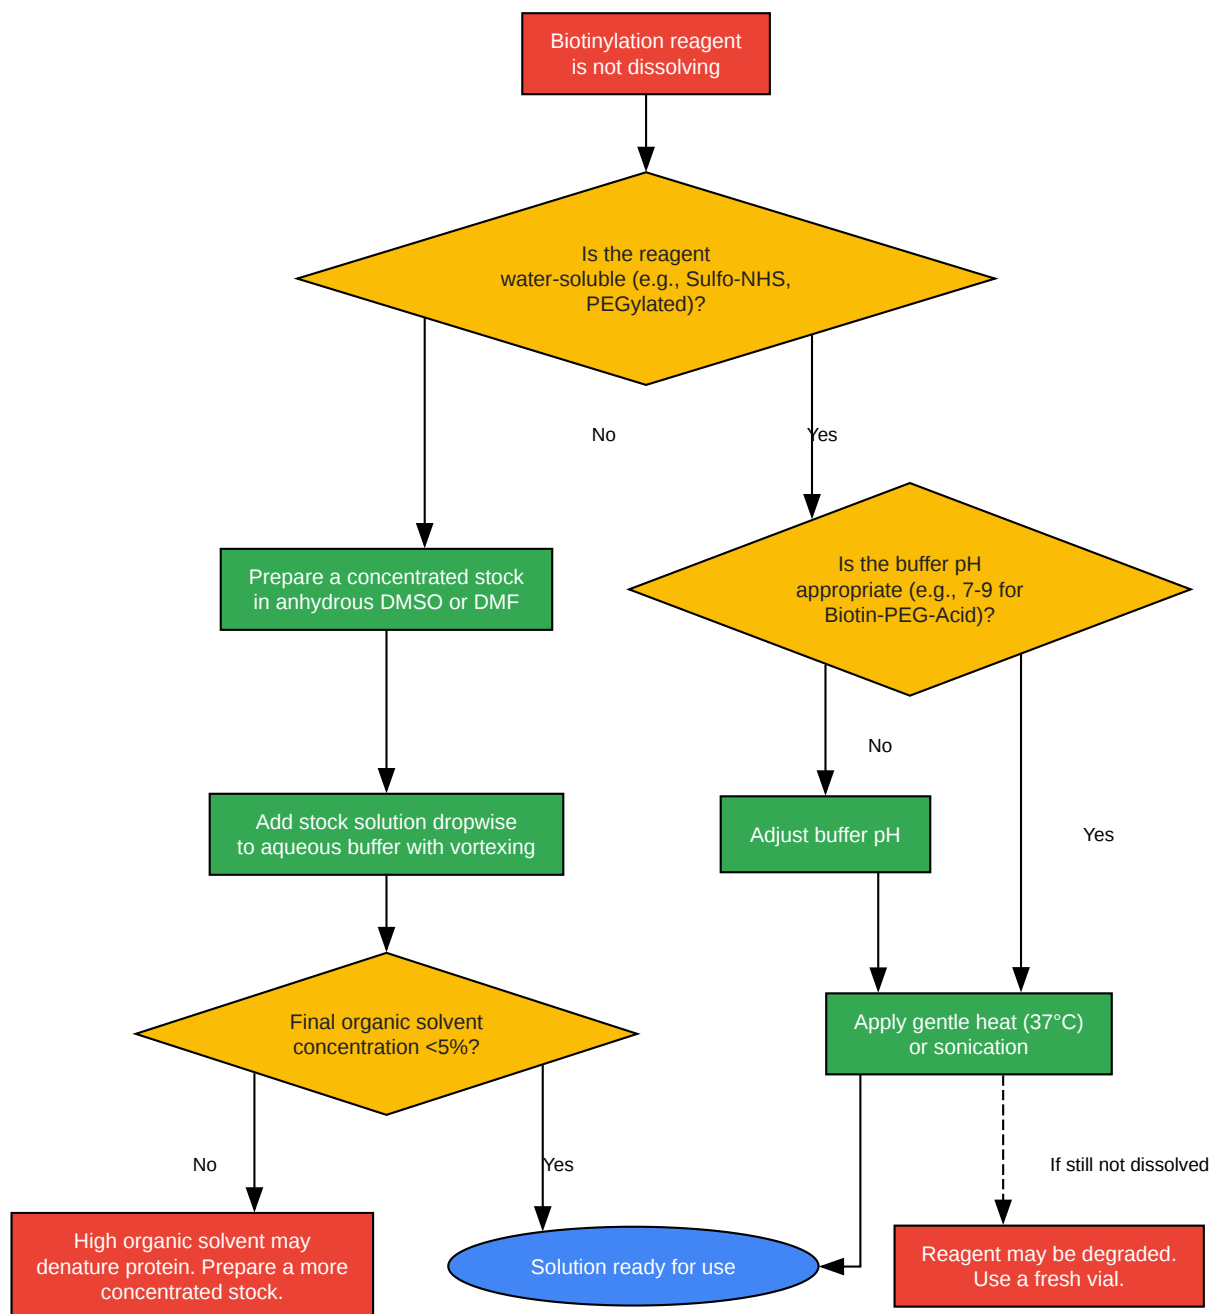 Biotinylation reagent
is not dissolving
Is the reagent
water-soluble (e.g., Sulfo-NHS,
PEGylated)?
No
Yes
Is the buffer pH
appropriate (e.g., 7-9 for
Biotin-PEG-Acid)?
Prepare a concentrated stock
in anhydrous DMSO or DMF
No
Add stock solution dropwise
to aqueous buffer with vortexing
Adjust buffer pH
Yes
Final organic solvent
concentration <5%?
Apply gentle heat (37°C)
or sonication
No
Yes
If still not dissolved
High organic solvent may
denature protein. Prepare a more
concentrated stock.
Solution ready for use
Reagent may be degraded.
Use a fresh vial.